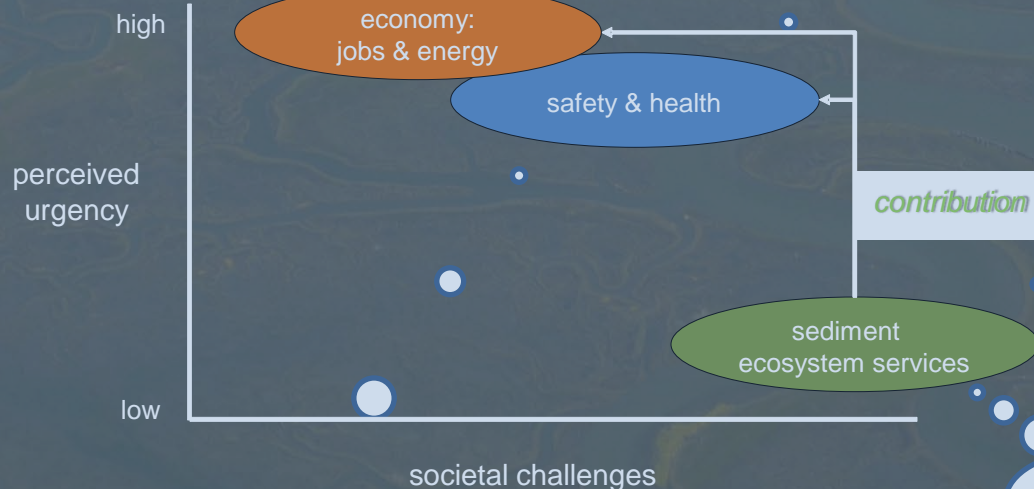 high
economy:
jobs & energy
safety & health
perceived
urgency
contribution
sediment
ecosystem services
low
societal challenges